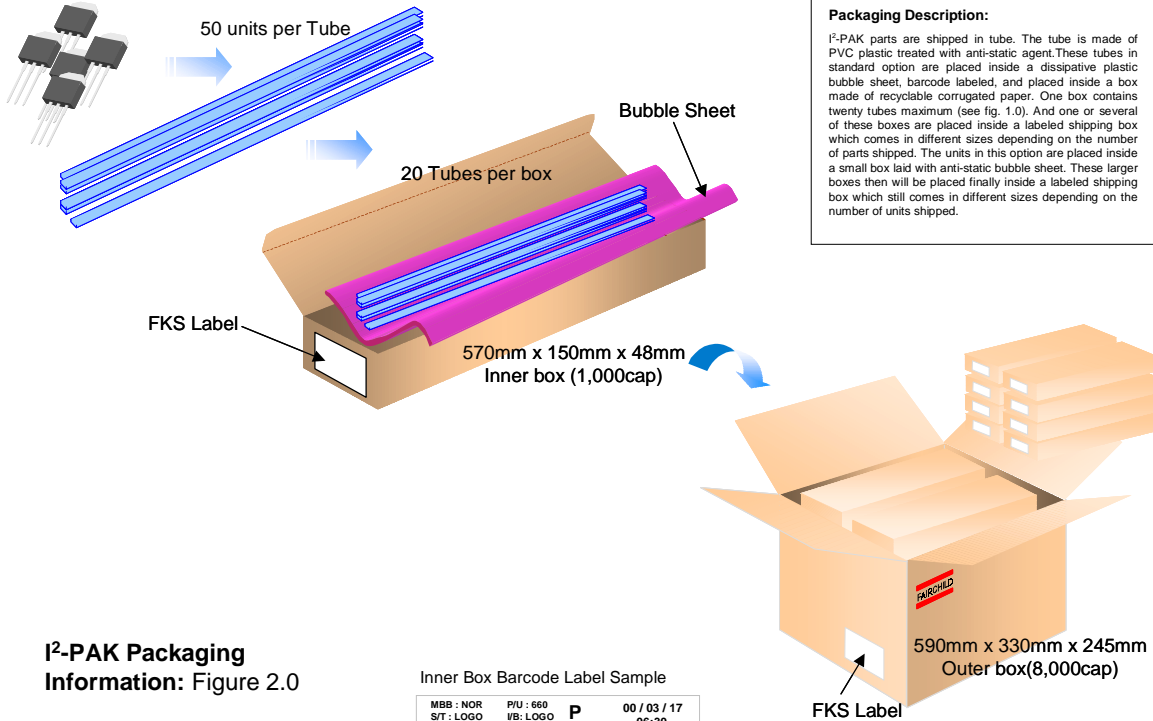 50 units per Tube
Packaging Description:
I²-PAK parts are shipped in tube. The tube is made of
PVC plastic treated with anti-static agent.These tubes in
standard option are placed inside a dissipative plastic
bubble sheet, barcode labeled, and placed inside a box
made of recyclable corrugated paper. One box contains
twenty tubes maximum (see fig. 1.0). And one or several
of these boxes are placed inside a labeled shipping box
which comes in different sizes depending on the number
of parts shipped. The units in this option are placed inside
a small box laid with anti-static bubble sheet. These larger
boxes then will be placed finally inside a labeled shipping
box which still comes in different sizes depending on the
number of units shipped.
Bubble Sheet
20 Tubes per box
FKS Label
570mm x 150mm x 48mm
Inner box (1,000cap)
FAIRCHILD
590mm x 330mm x 245mm
Outer box(8,000cap)
FKS Label
I²-PAK Packaging
Information: Figure 2.0
Inner Box Barcode Label Sample
MBB : NOR P/U : 660 P 00 / 03 / 17
S/T : LOGO I/B: LOGO 06:30